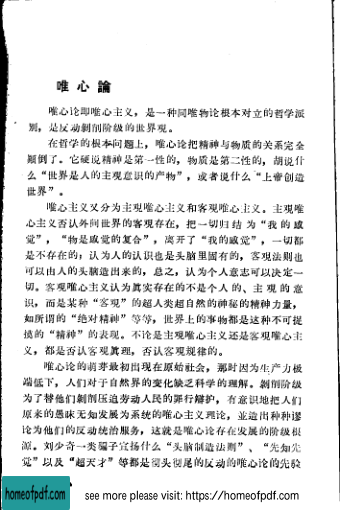 唯心論
唯心论即唯心主义，是一种同唯物论根本对立的哲学派
别，是反动剥削阶级的世界观。
在哲学的根本问题上，唯心论把精神与物质的关系完全
颠倒了。它硬说精神是第一性的，物质是第二性的，胡说什
么“世界是人的主观意识的产物”，或者说什么“上帝创造
世界”。
唯心主义又分为主观唯心主义和客观唯心主义。主观唯
心主义否认外间世界的客观存在，把一切归结为“我的感
觉”，“物是感觉的复合”，离开了“我的感觉”，一切都
是不存在的；认为人的认识也是头脑里固有的，客观法则也
可以由人的头脑造出来的，总之，认为个人意志可以决定一
切。客观唯心主义认为真实存在的不是个人的、主观的意
识，而是某种“客观”的超人类超自然的神秘的精神力量，
如所谓的“绝对精神”等等，世界上的事物都是这种不可捉
摸的“精神”的表现。不论是主观唯心主义还是客观唯心主
义，都是否认客观真理，否认客观规律的。
唯心论的萌芽最初出现在原始社会，那时因为生产力极
端低下，人们对于自然界的变化缺乏科学的理解。剥削阶级
为了替他们剥削压迫劳动人民的罪行辩护，有意识地把人们
原来的愚昧无知发展为系统的唯心主义理论，並造出种种谬
论为他们的反动统治服务，这就是唯心论存在发展的阶级根
源。刘少奇一类骗子宣扬什么“头脑制造法则”、“先知先
觉”以及“超天才”等都是彻头彻尾的反动的唯心论的先验
homeofpdf.com
see more please visit: https://homeofpdf.com